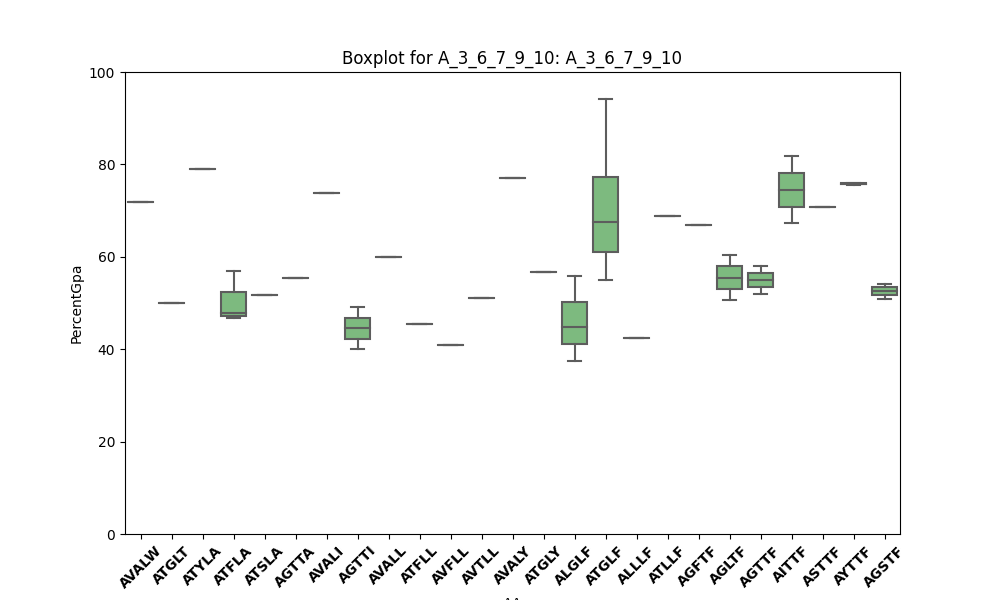 Boxplot for A_3_6_7_9_10: A_3_6_7_9_10
100
80
60
40
20
0
PercentGpa
AVALW
ATGLT
ATYLA
ATFLA
ATSLA
AGTTA
AVALI
AGTTI
AVALL
ATFLL
AVFLL
AVTLL
AVALY
ATGLY
ALGLF
ATGLF
ALLLF
ATLLF
AGFTF
AGLTF
AGTTF
AITTF
ASTTF
AYTTF
AGSTF